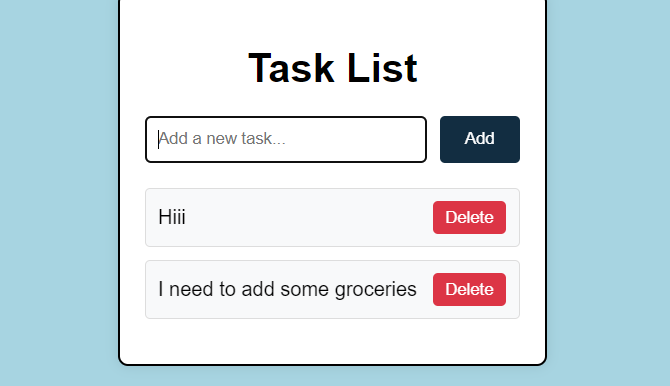 Task List
Add a new task...
Add
Hiii
Delete
I need to add some groceries
Delete